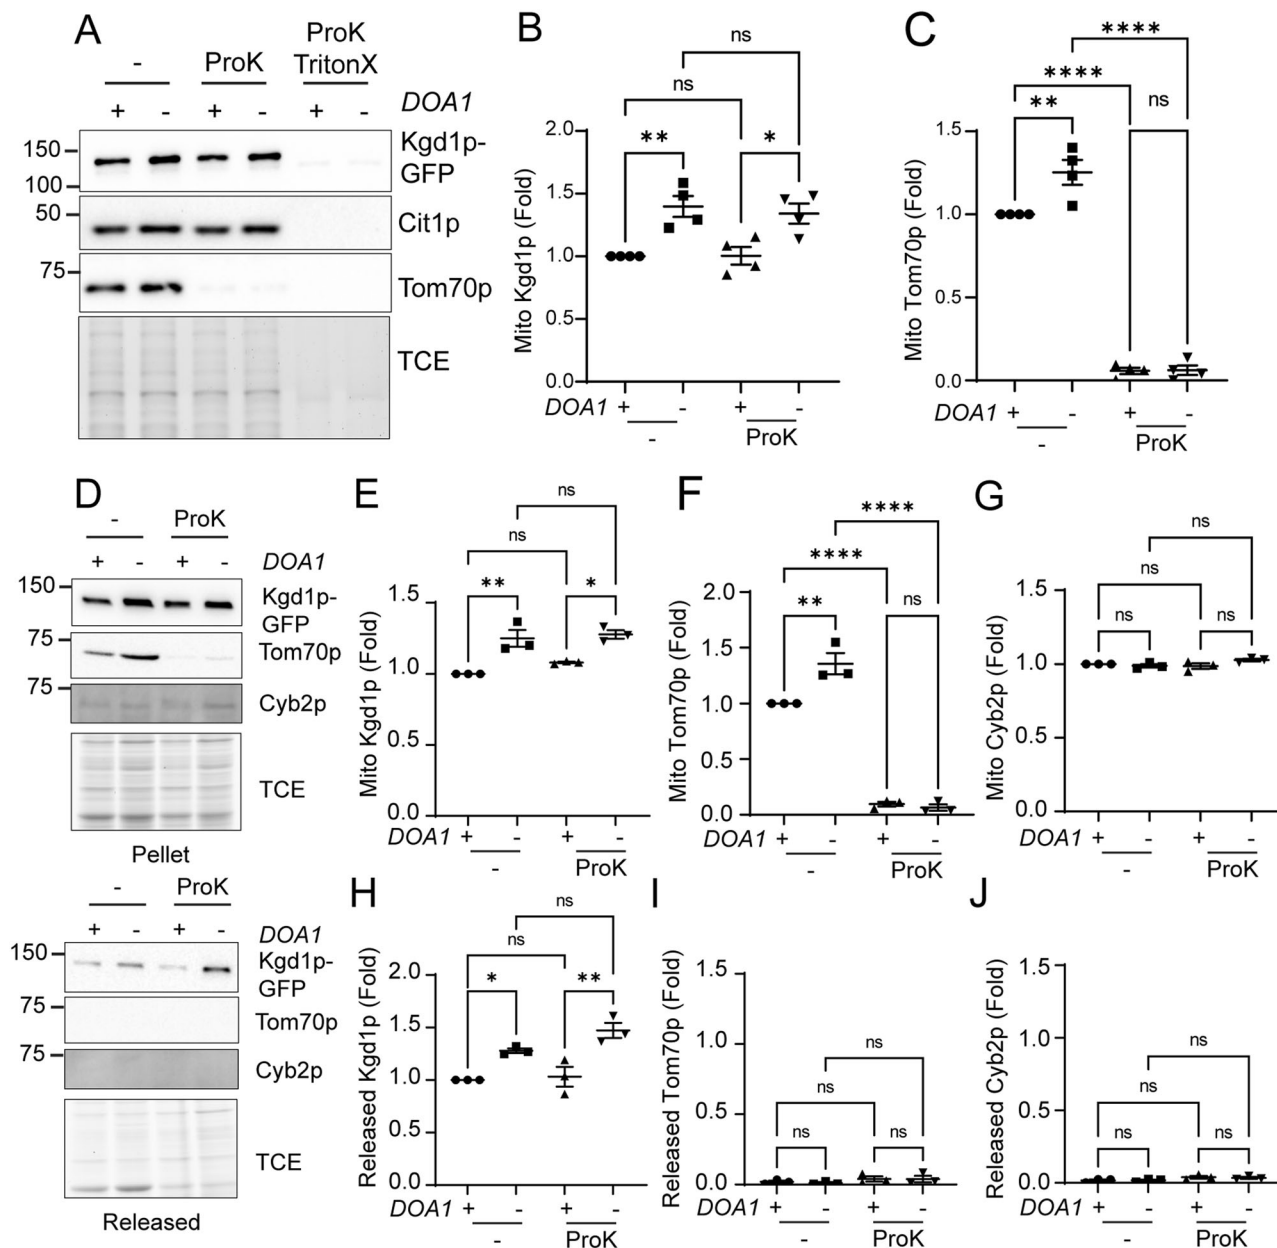 A
- ProK ProK TritonX
+ - + - + - DOA1
150
100
Kgd1p-GFP
50
Cit1p
75
Tom70p
TCE
B
ns
ns
** *
Mito Kgd1p (Fold)
2.0
1.5
1.0
0.5
0.0
DOA1 + - + -
- ProK
C
****
****
** ns
Mito Tom70p (Fold)
1.5
1.0
0.5
0.0
DOA1 + - + -
- ProK
D
- ProK
+ - + - DOA1
150
Kgd1p-GFP
75
Tom70p
75
Cyb2p
TCE
Pellet
- ProK
+ - + - DOA1
150
Kgd1p-GFP
75
Tom70p
75
Cyb2p
TCE
Released
E
ns
ns
** *
Mito Kgd1p (Fold)
1.5
1.0
0.5
0.0
DOA1 + - + -
- ProK
F
****
****
** ns
Mito Tom70p (Fold)
2.0
1.5
1.0
0.5
0.0
DOA1 + - + -
- ProK
G
ns
ns
ns ns
Mito Cyb2p (Fold)
1.5
1.0
0.5
0.0
DOA1 + - + -
- ProK
H
ns
ns
* **
Released Kgd1p (Fold)
2.0
1.5
1.0
0.5
0.0
DOA1 + - + -
- ProK
I
ns
ns
ns ns
Released Tom70p (Fold)
1.5
1.0
0.5
0.0
DOA1 + - + -
- ProK
J
ns
ns
ns ns
Released Cyb2p (Fold)
1.5
1.0
0.5
0.0
DOA1 + - + -
- ProK